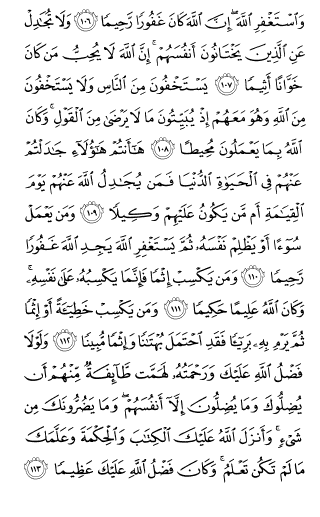 وَٱسْتَغْفِرِ ٱللَّهَ ۖ إِنَّ ٱللَّهَ كَانَ غَفُورًا رَّحِيمًا ١٠٦ وَلَا تُجَـٰدِلْ
عَنِ ٱلَّذِينَ يَخْتَانُونَ أَنفُسَهُمْ ۚ إِنَّ ٱللَّهَ لَا يُحِبُّ مَن كَانَ
خَوَّانًا أَثِيمًا ١٠٧ يَسْتَخْفُونَ مِنَ ٱلنَّاسِ وَلَا يَسْتَخْفُونَ
مِنَ ٱللَّهِ وَهُوَ مَعَهُمْ إِذْ يُبَيِّتُونَ مَا لَا يَرْضَىٰ مِنَ ٱلْقَوْلِ ۚ وَكَانَ
ٱللَّهُ بِمَا يَعْمَلُونَ مُحِيطًا ١٠٨ هَـٰٓأَنتُمْ هَـٰٓؤُلَآءِ جَـٰدَلْتُمْ
عَنْهُمْ فِى ٱلْحَيَوٰةِ ٱلدُّنْيَا فَمَن يُجَـٰدِلُ ٱللَّهَ عَنْهُمْ يَوْمَ
ٱلْقِيَـٰمَةِ أَم مَّن يَكُونُ عَلَيْهِمْ وَكِيلًا ١٠٩ وَمَن يَعْمَلْ
سُوٓءًا أَوْ يَظْلِمْ نَفْسَهُۥ ثُمَّ يَسْتَغْفِرِ ٱللَّهَ يَجِدِ ٱللَّهَ غَفُورًا
رَّحِيمًا ١١٠ وَمَن يَكْسِبْ إِثْمًا فَإِنَّمَا يَكْسِبُهُۥ عَلَىٰ نَفْسِهِۦ ۚ
وَكَانَ ٱللَّهُ عَلِيمًا حَكِيمًا ١١١ وَمَن يَكْسِبْ خَطِيٓـَٔةً أَوْ إِثْمًا
ثُمَّ يَرْمِ بِهِۦ بَرِيٓـًٔا فَقَدِ ٱحْتَمَلَ بُهْتَـٰنًا وَإِثْمًا مُّبِينًا ١١٢ وَلَوْلَا
فَضْلُ ٱللَّهِ عَلَيْكَ وَرَحْمَتُهُۥ لَهَمَّت طَّآئِفَةٌ مِّنْهُمْ أَن
يُضِلُّوكَ وَمَا يُضِلُّونَ إِلَّآ أَنفُسَهُمْ ۖ وَمَا يَضُرُّونَكَ مِن
شَىْءٍ ۚ وَأَنزَلَ ٱللَّهُ عَلَيْكَ ٱلْكِتَـٰبَ وَٱلْحِكْمَةَ وَعَلَّمَكَ
مَا لَمْ تَكُن تَعْلَمُ ۚ وَكَانَ فَضْلُ ٱللَّهِ عَلَيْكَ عَظِيمًا ١١٣